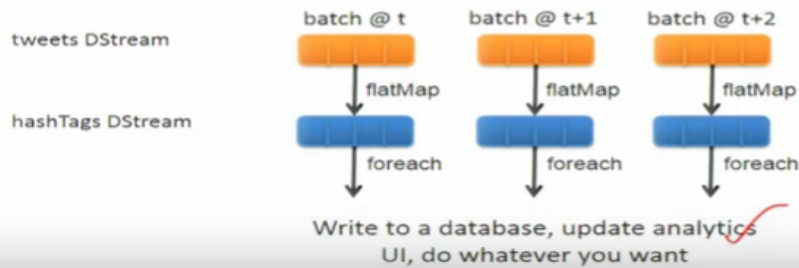 batch @ t batch @ t+1 batch @ t+2
tweets DStream
flatMap flatMap flatMap
hashTags DStream
foreach foreach foreach
Write to a database, update analytics
UI, do whatever you want